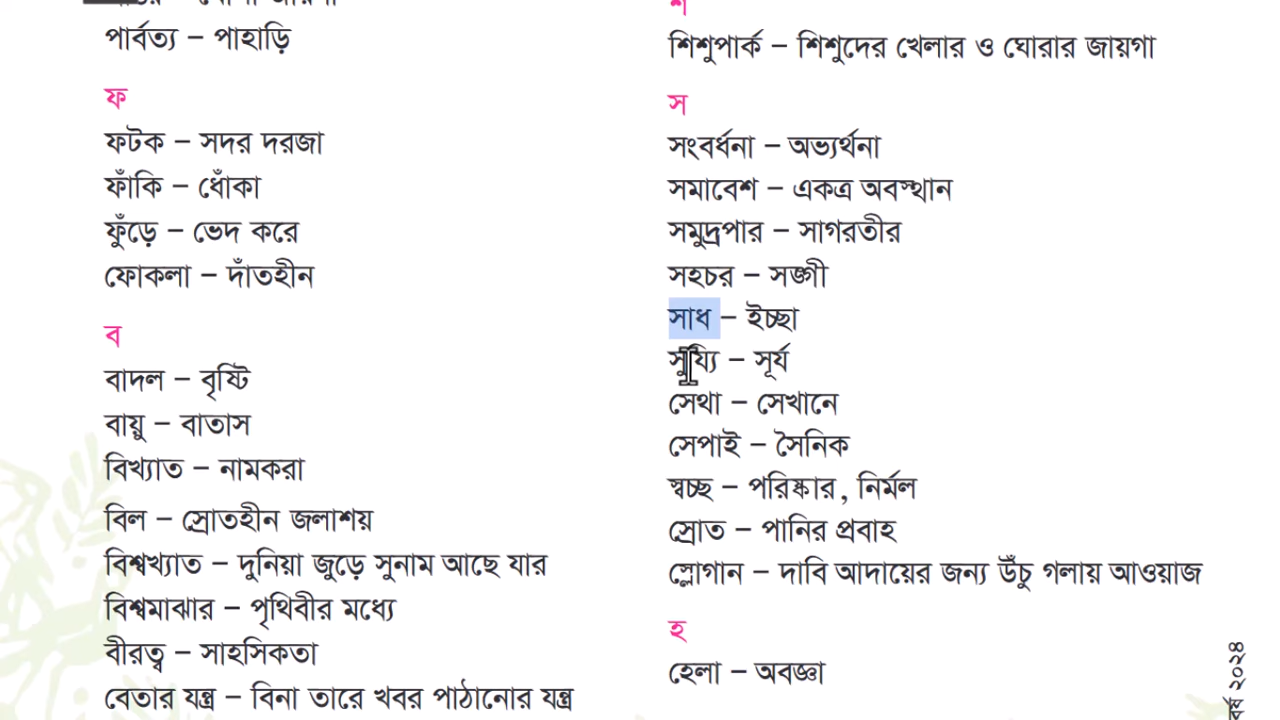 পার্বত্য – পাহাড়ি
ফ
ফটক – সদর দরজা
ফাঁকি – ধোঁকা
ফুঁড়ে – ভেদ করে
ফোকলা – দাঁতহীন
ব
বাদল – বৃষ্টি
বায়ু – বাতাস
বিখ্যাত – নামকরা
বিল – স্রোতহীন জলাশয়
বিশ্বখ্যাত – দুনিয়া জুড়ে সুনাম আছে যার
বিশ্বমাঝার – পৃথিবীর মধ্যে
বীরত্ব – সাহসিকতা
বেতার যন্ত্র – বিনা তারে খবর পাঠানোর যন্ত্র
শ
শিশুপার্ক – শিশুদের খেলার ও ঘোরার জায়গা
স
সংবর্ধনা – অভ্যর্থনা
সমাবেশ – একত্র অবস্থান
সমুদ্রপার – সাগরতীর
সহচর – সঙ্গী
সাধ – ইচ্ছা
সুয্যি – সূর্য
সেথা – সেখানে
সেপাই – সৈনিক
স্বচ্ছ – পরিষ্কার, নির্মল
স্রোত – পানির প্রবাহ
স্লোগান – দাবি আদায়ের জন্য উঁচু গলায় আওয়াজ
হ
হেলা – অবজ্ঞা
২০২৪